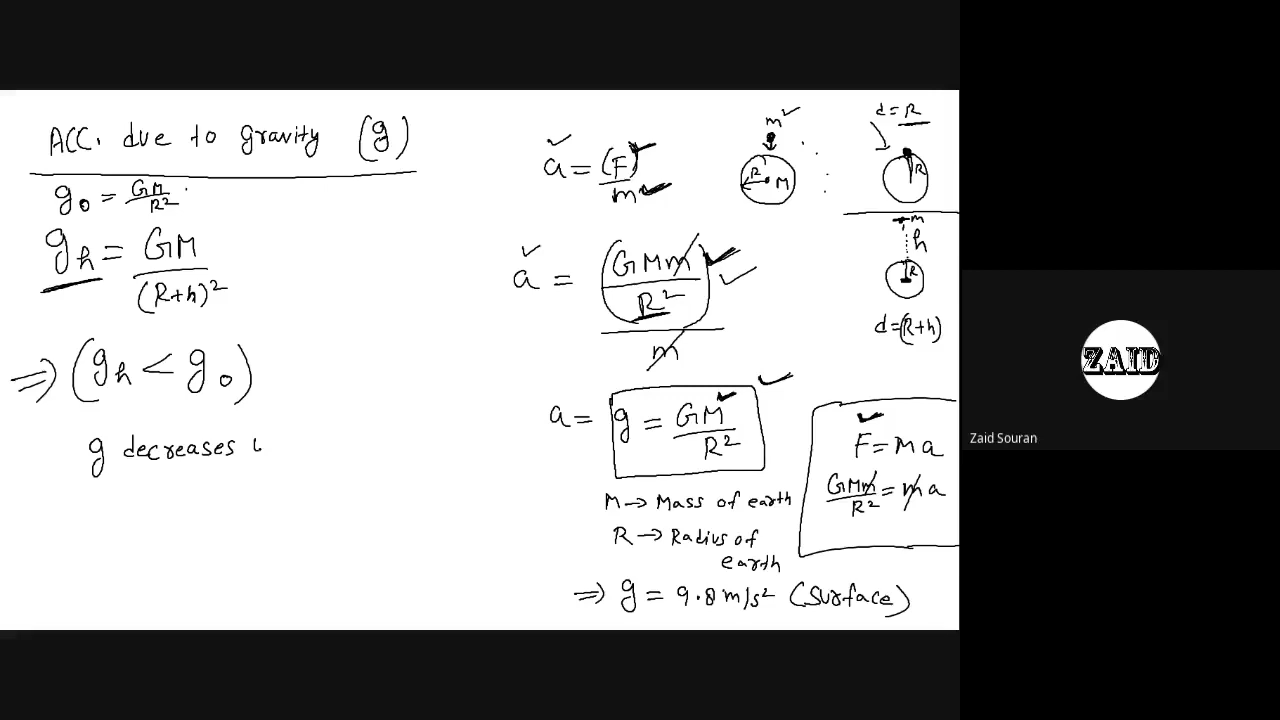 Acc. due to gravity (g)
g₀ = GM/R²
gₕ = GM/(R+h)²
⇒ (gₕ < g₀)
g decreases
a = (F)/m
a = (GMm/R²)/m
a = g = GM/R²
M → Mass of earth
R → Radius of
earth
⇒ g = 9.8 m/s² (Surface)
m
R
M
d = R
R
m
h
R
d = (R+h)
F = ma
GMm/R² = ma
ZAID
Zaid Souran